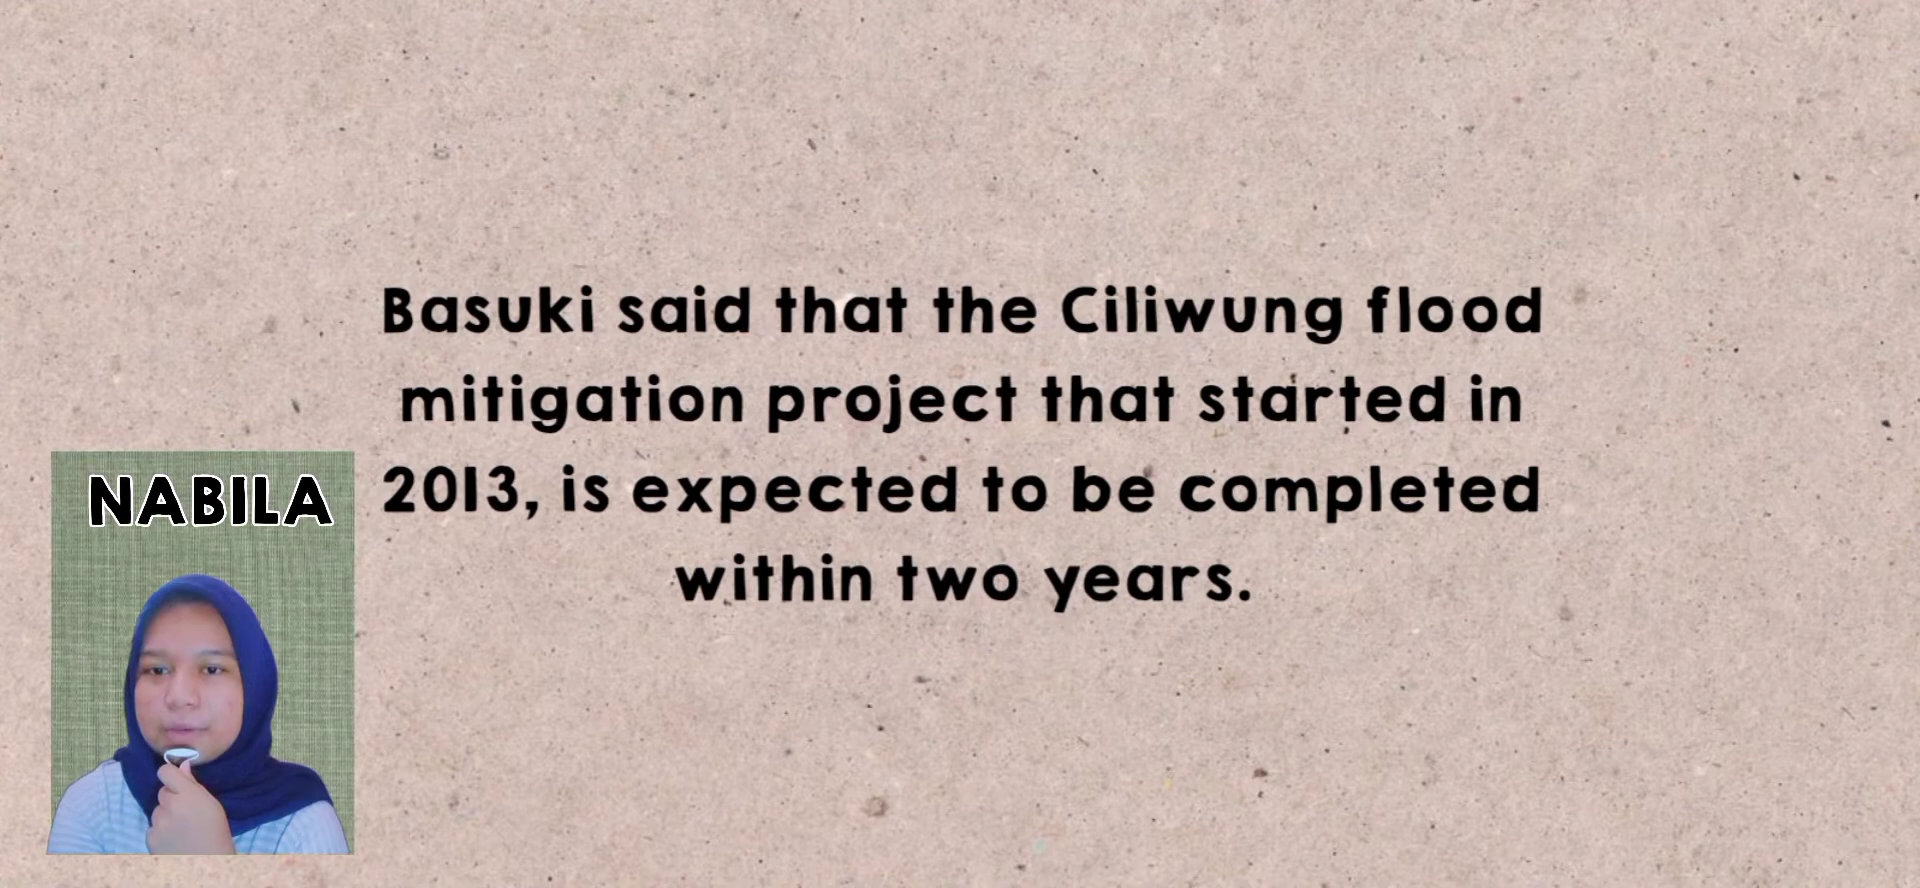 Basuki said that the Ciliwung flood
mitigation project that started in
2013, is expected to be completed
within two years.
NABILA